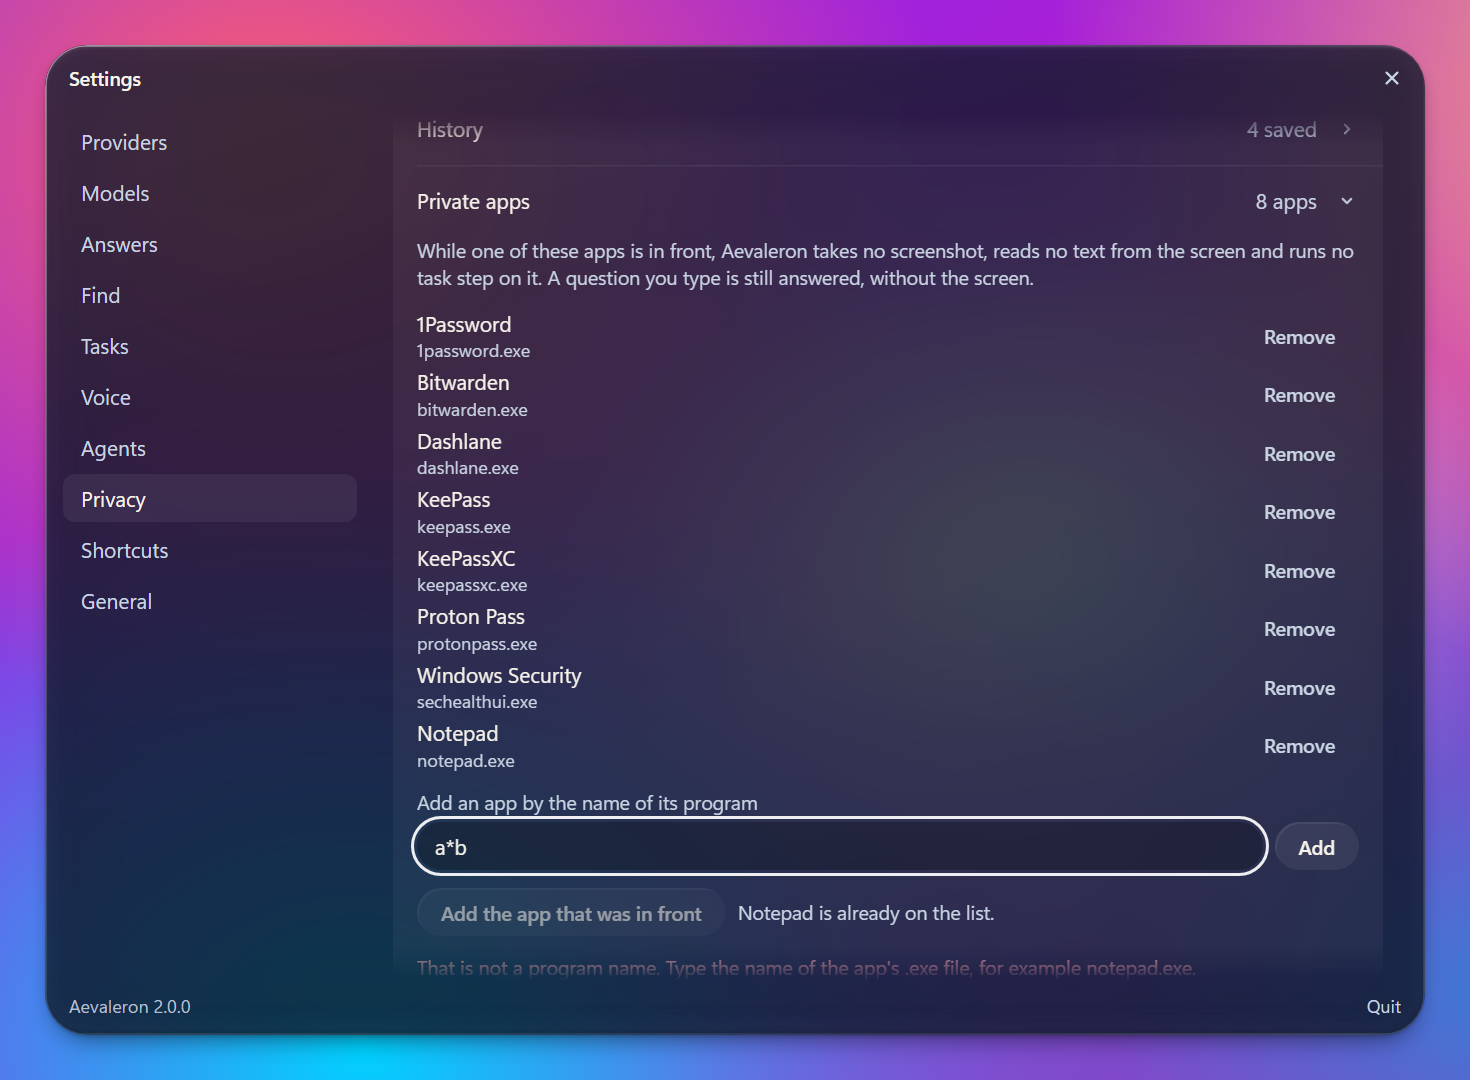 Settings
Providers
Models
Answers
Find
Tasks
Voice
Agents
Privacy
Shortcuts
General
History 4 saved
Private apps 8 apps
While one of these apps is in front, Aevaleron takes no screenshot, reads no text from the screen and runs no
task step on it. A question you type is still answered, without the screen.
1Password
1password.exe
Remove
Bitwarden
bitwarden.exe
Remove
Dashlane
dashlane.exe
Remove
KeePass
keepass.exe
Remove
KeePassXC
keepassxc.exe
Remove
Proton Pass
protonpass.exe
Remove
Windows Security
sechealthui.exe
Remove
Notepad
notepad.exe
Remove
Add an app by the name of its program
a*b Add
Add the app that was in front Notepad is already on the list.
That is not a program name. Type the name of the app's .exe file, for example notepad.exe.
Aevaleron 2.0.0 Quit